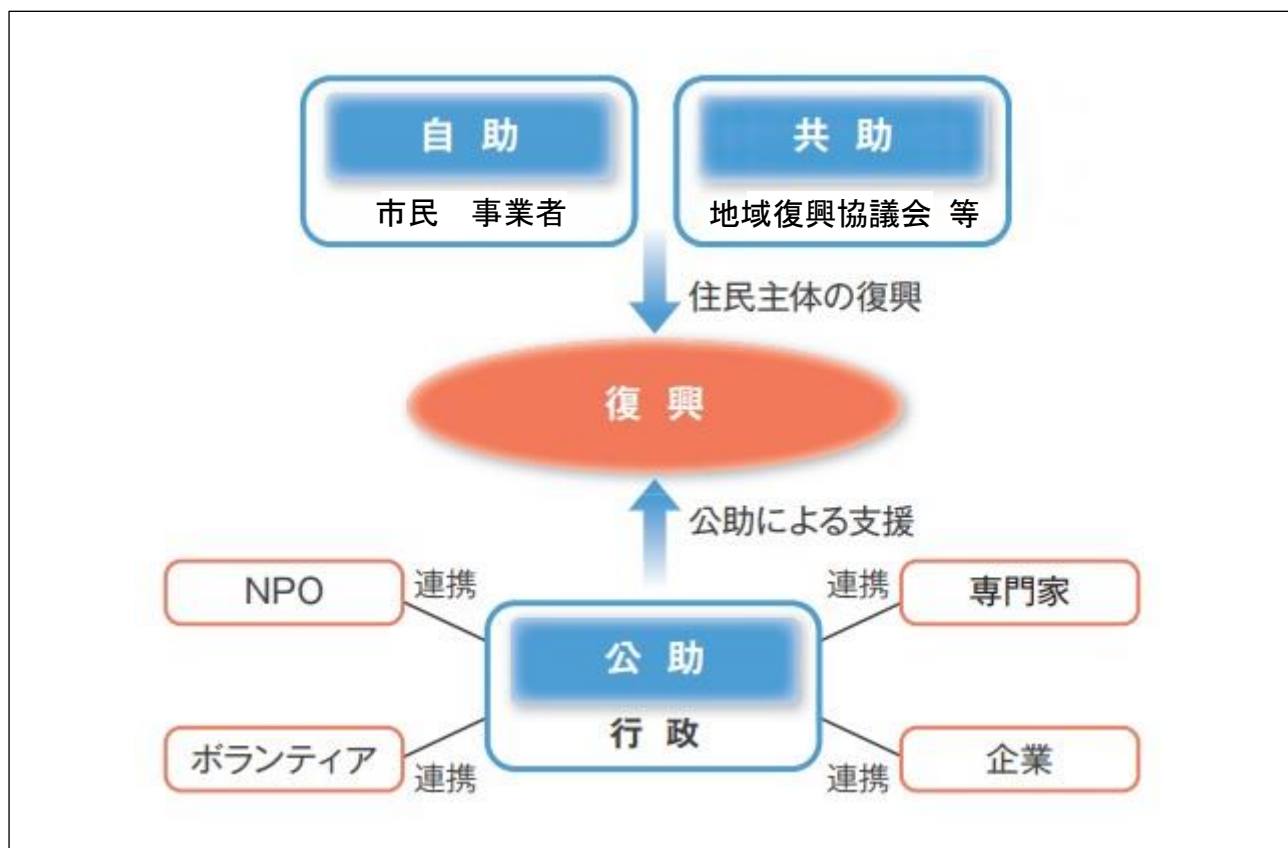 自助
共助
市民　事業者
地域復興協議会 等
住民主体の復興
復興
公助による支援
NPO
連携
連携
専門家
公助
行政
ボランティア
連携
連携
企業